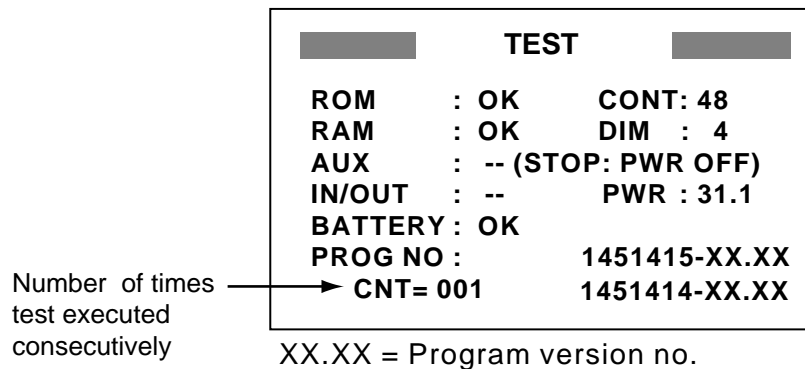 TEST
ROM : OK CONT: 48
RAM : OK DIM : 4
AUX : -- (STOP: PWR OFF)
IN/OUT : -- PWR : 31.1
BATTERY : OK
PROG NO : 1451415-XX.XX
CNT= 001 1451414-XX.XX
Number of times
test executed
consecutively
XX.XX = Program version no.